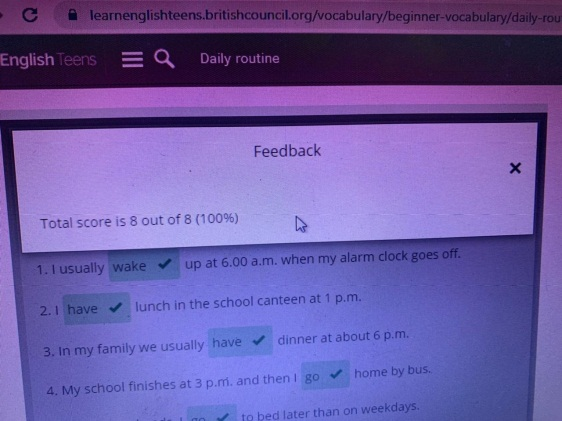 learnenglishteens.britishcouncil.org/vocabulary/beginner-vocabulary/daily-rou
English Teens Daily routine
Feedback
Total score is 8 out of 8 (100%)
1. I usually wake up at 6.00 a.m. when my alarm clock goes off.
2. I have lunch in the school canteen at 1 p.m.
3. In my family we usually have dinner at about 6 p.m.
4. My school finishes at 3 p.m. and then I go home by bus.
I go to bed later than on weekdays.